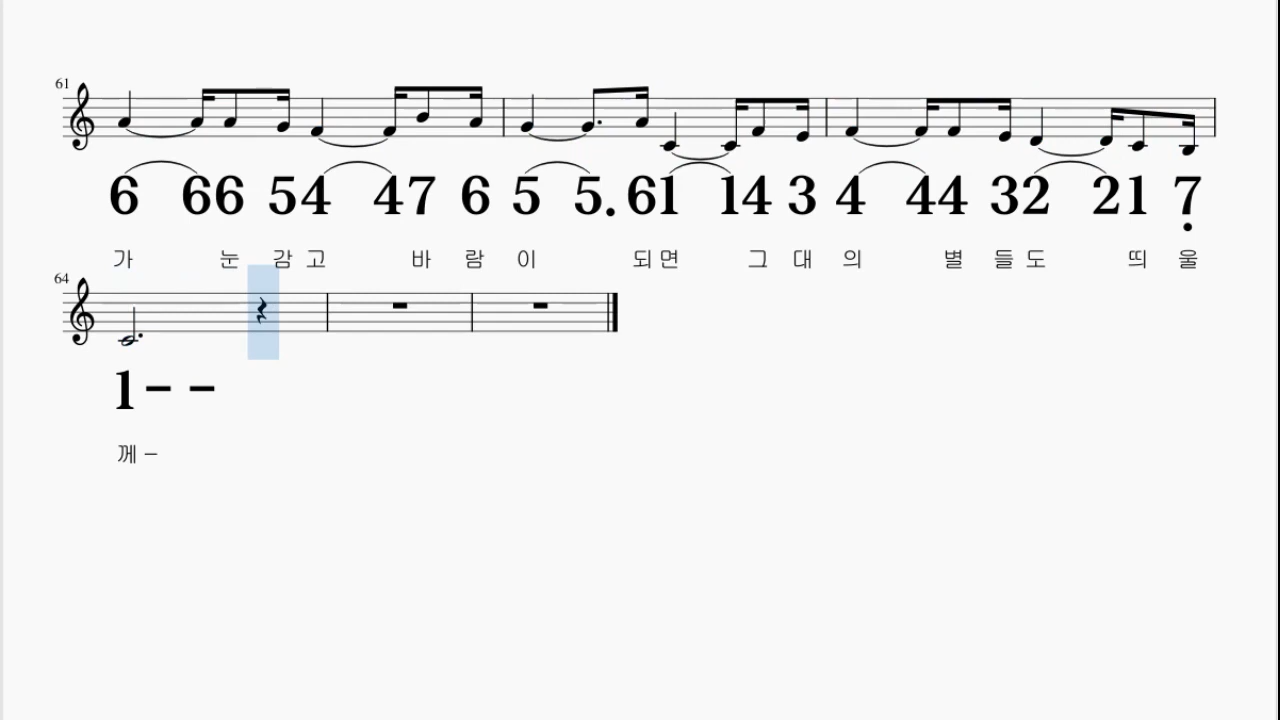 61
6 66 54 47 6 5 5. 61 14 3 4 44 32 21 7̣
가 눈 감 고 바 람 이 되 면 그 대 의 별 들 도 띄 울
64
1 – –
께 –